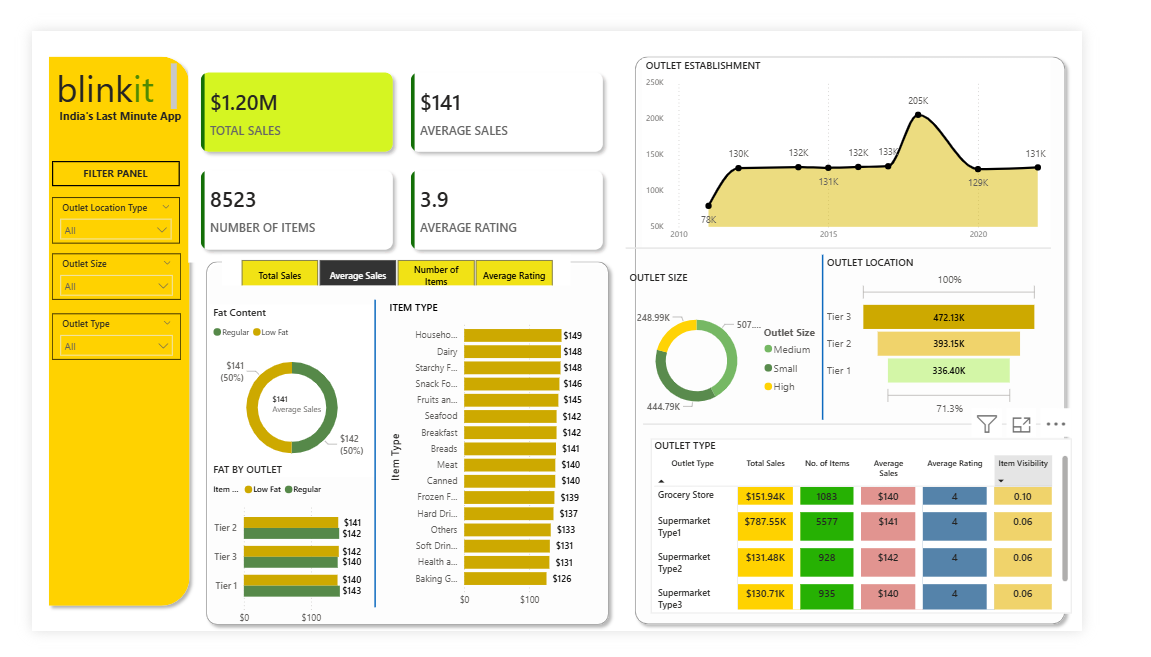 blinkit
India's Last Minute App
FILTER PANEL
Outlet Location Type
All
Outlet Size
All
Outlet Type
All
$1.20M
TOTAL SALES
$141
AVERAGE SALES
8523
NUMBER OF ITEMS
3.9
AVERAGE RATING
Total Sales
Average Sales
Number of
Items
Average Rating
Fat Content
Regular Low Fat
$141
(50%)
$141
Average Sales
$142
(50%)
FAT BY OUTLET
Item ... Low Fat Regular
Tier 2 $141
$142
Tier 3 $142
$140
Tier 1 $140
$143
$0 $100
ITEM TYPE
Item Type
Househo... $149
Dairy $148
Starchy F... $148
Snack Fo... $146
Fruits an... $145
Seafood $142
Breakfast $142
Breads $141
Meat $140
Canned $140
Frozen F... $139
Hard Dri... $137
Others $133
Soft Drin... $131
Health a... $131
Baking G... $126
$0 $100
OUTLET ESTABLISHMENT
250K
200K
150K
100K
50K
78K
130K
132K
131K
132K
133K
205K
129K
131K
2010 2015 2020
OUTLET SIZE
248.99K
507....
444.79K
Outlet Size
Medium
Small
High
OUTLET LOCATION
100%
Tier 3 472.13K
Tier 2 393.15K
Tier 1 336.40K
71.3%
OUTLET TYPE
Outlet Type Total Sales No. of Items Average Sales Average Rating Item Visibility
Grocery Store $151.94K 1083 $140 4 0.10
Supermarket Type1 $787.55K 5577 $141 4 0.06
Supermarket Type2 $131.48K 928 $142 4 0.06
Supermarket Type3 $130.71K 935 $140 4 0.06